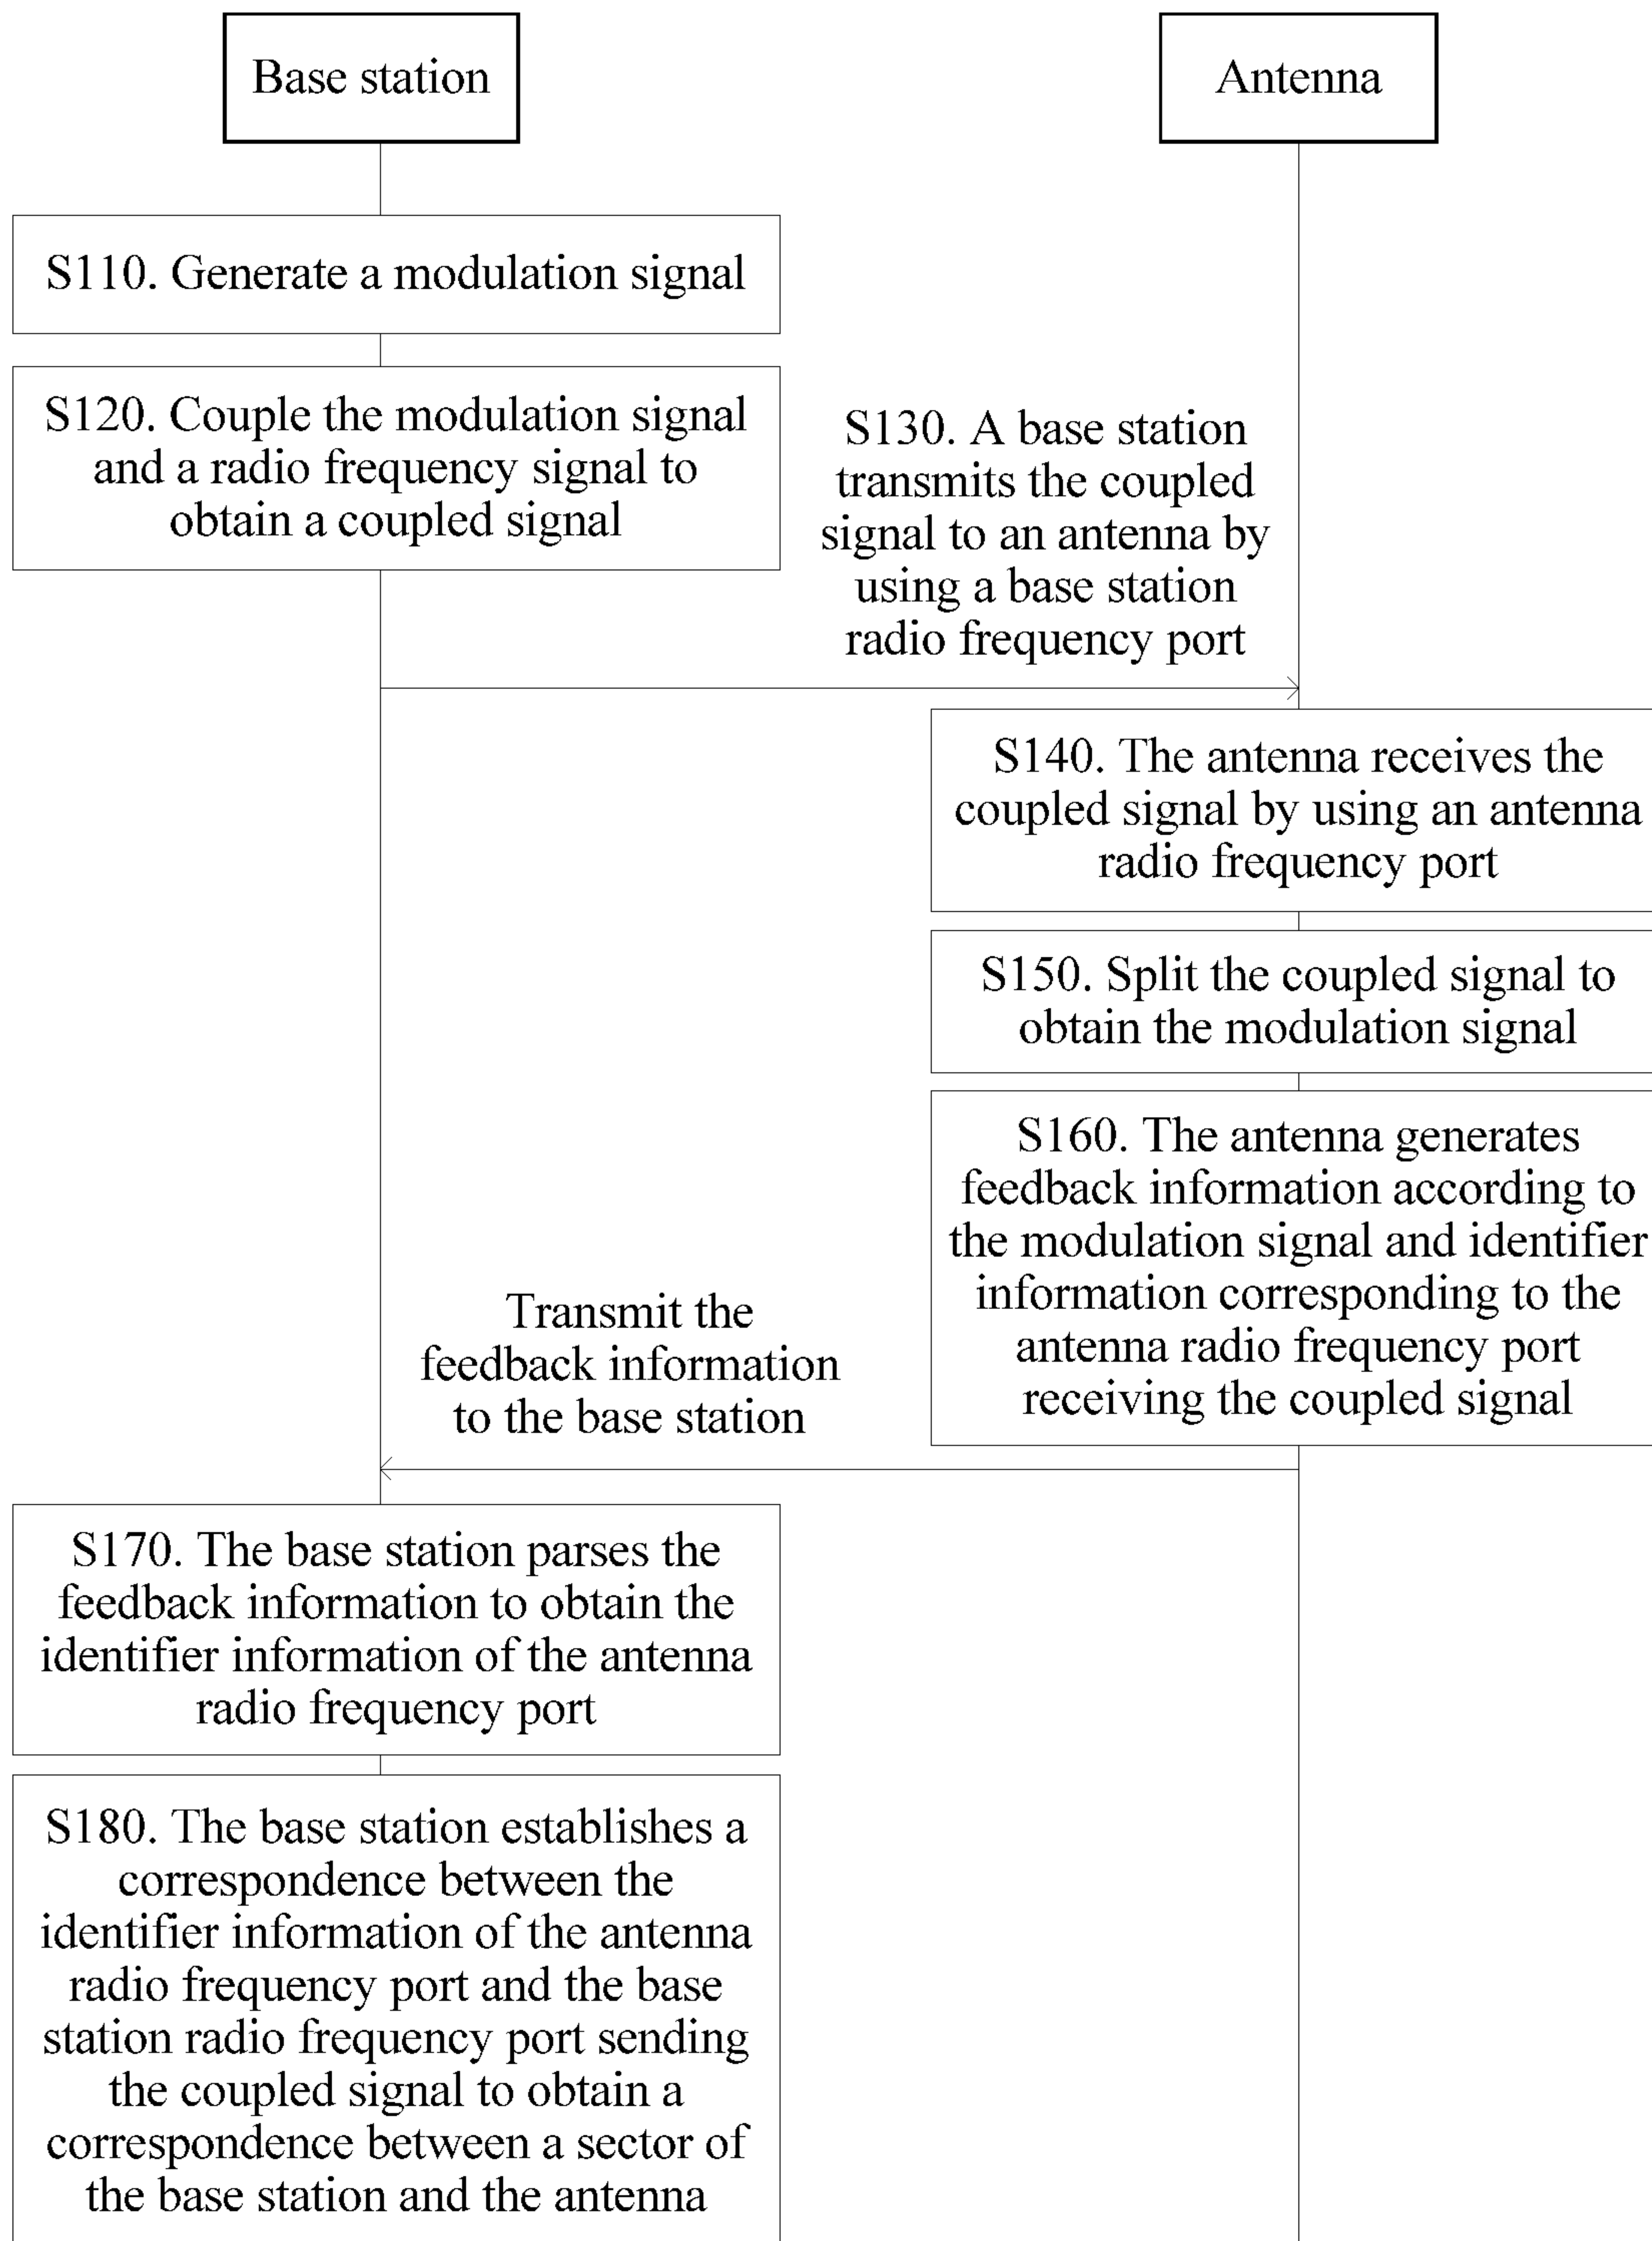 Base station
Antenna
S110. Generate a modulation signal
S120. Couple the modulation signal
and a radio frequency signal to
obtain a coupled signal
S130. A base station
transmits the coupled
signal to an antenna by
using a base station
radio frequency port
S140. The antenna receives the
coupled signal by using an antenna
radio frequency port
S150. Split the coupled signal to
obtain the modulation signal
S160. The antenna generates
feedback information according to
the modulation signal and identifier
information corresponding to the
antenna radio frequency port
receiving the coupled signal
Transmit the
feedback information
to the base station
S170. The base station parses the
feedback information to obtain the
identifier information of the antenna
radio frequency port
S180. The base station establishes a
correspondence between the
identifier information of the antenna
radio frequency port and the base
station radio frequency port sending
the coupled signal to obtain a
correspondence between a sector of
the base station and the antenna